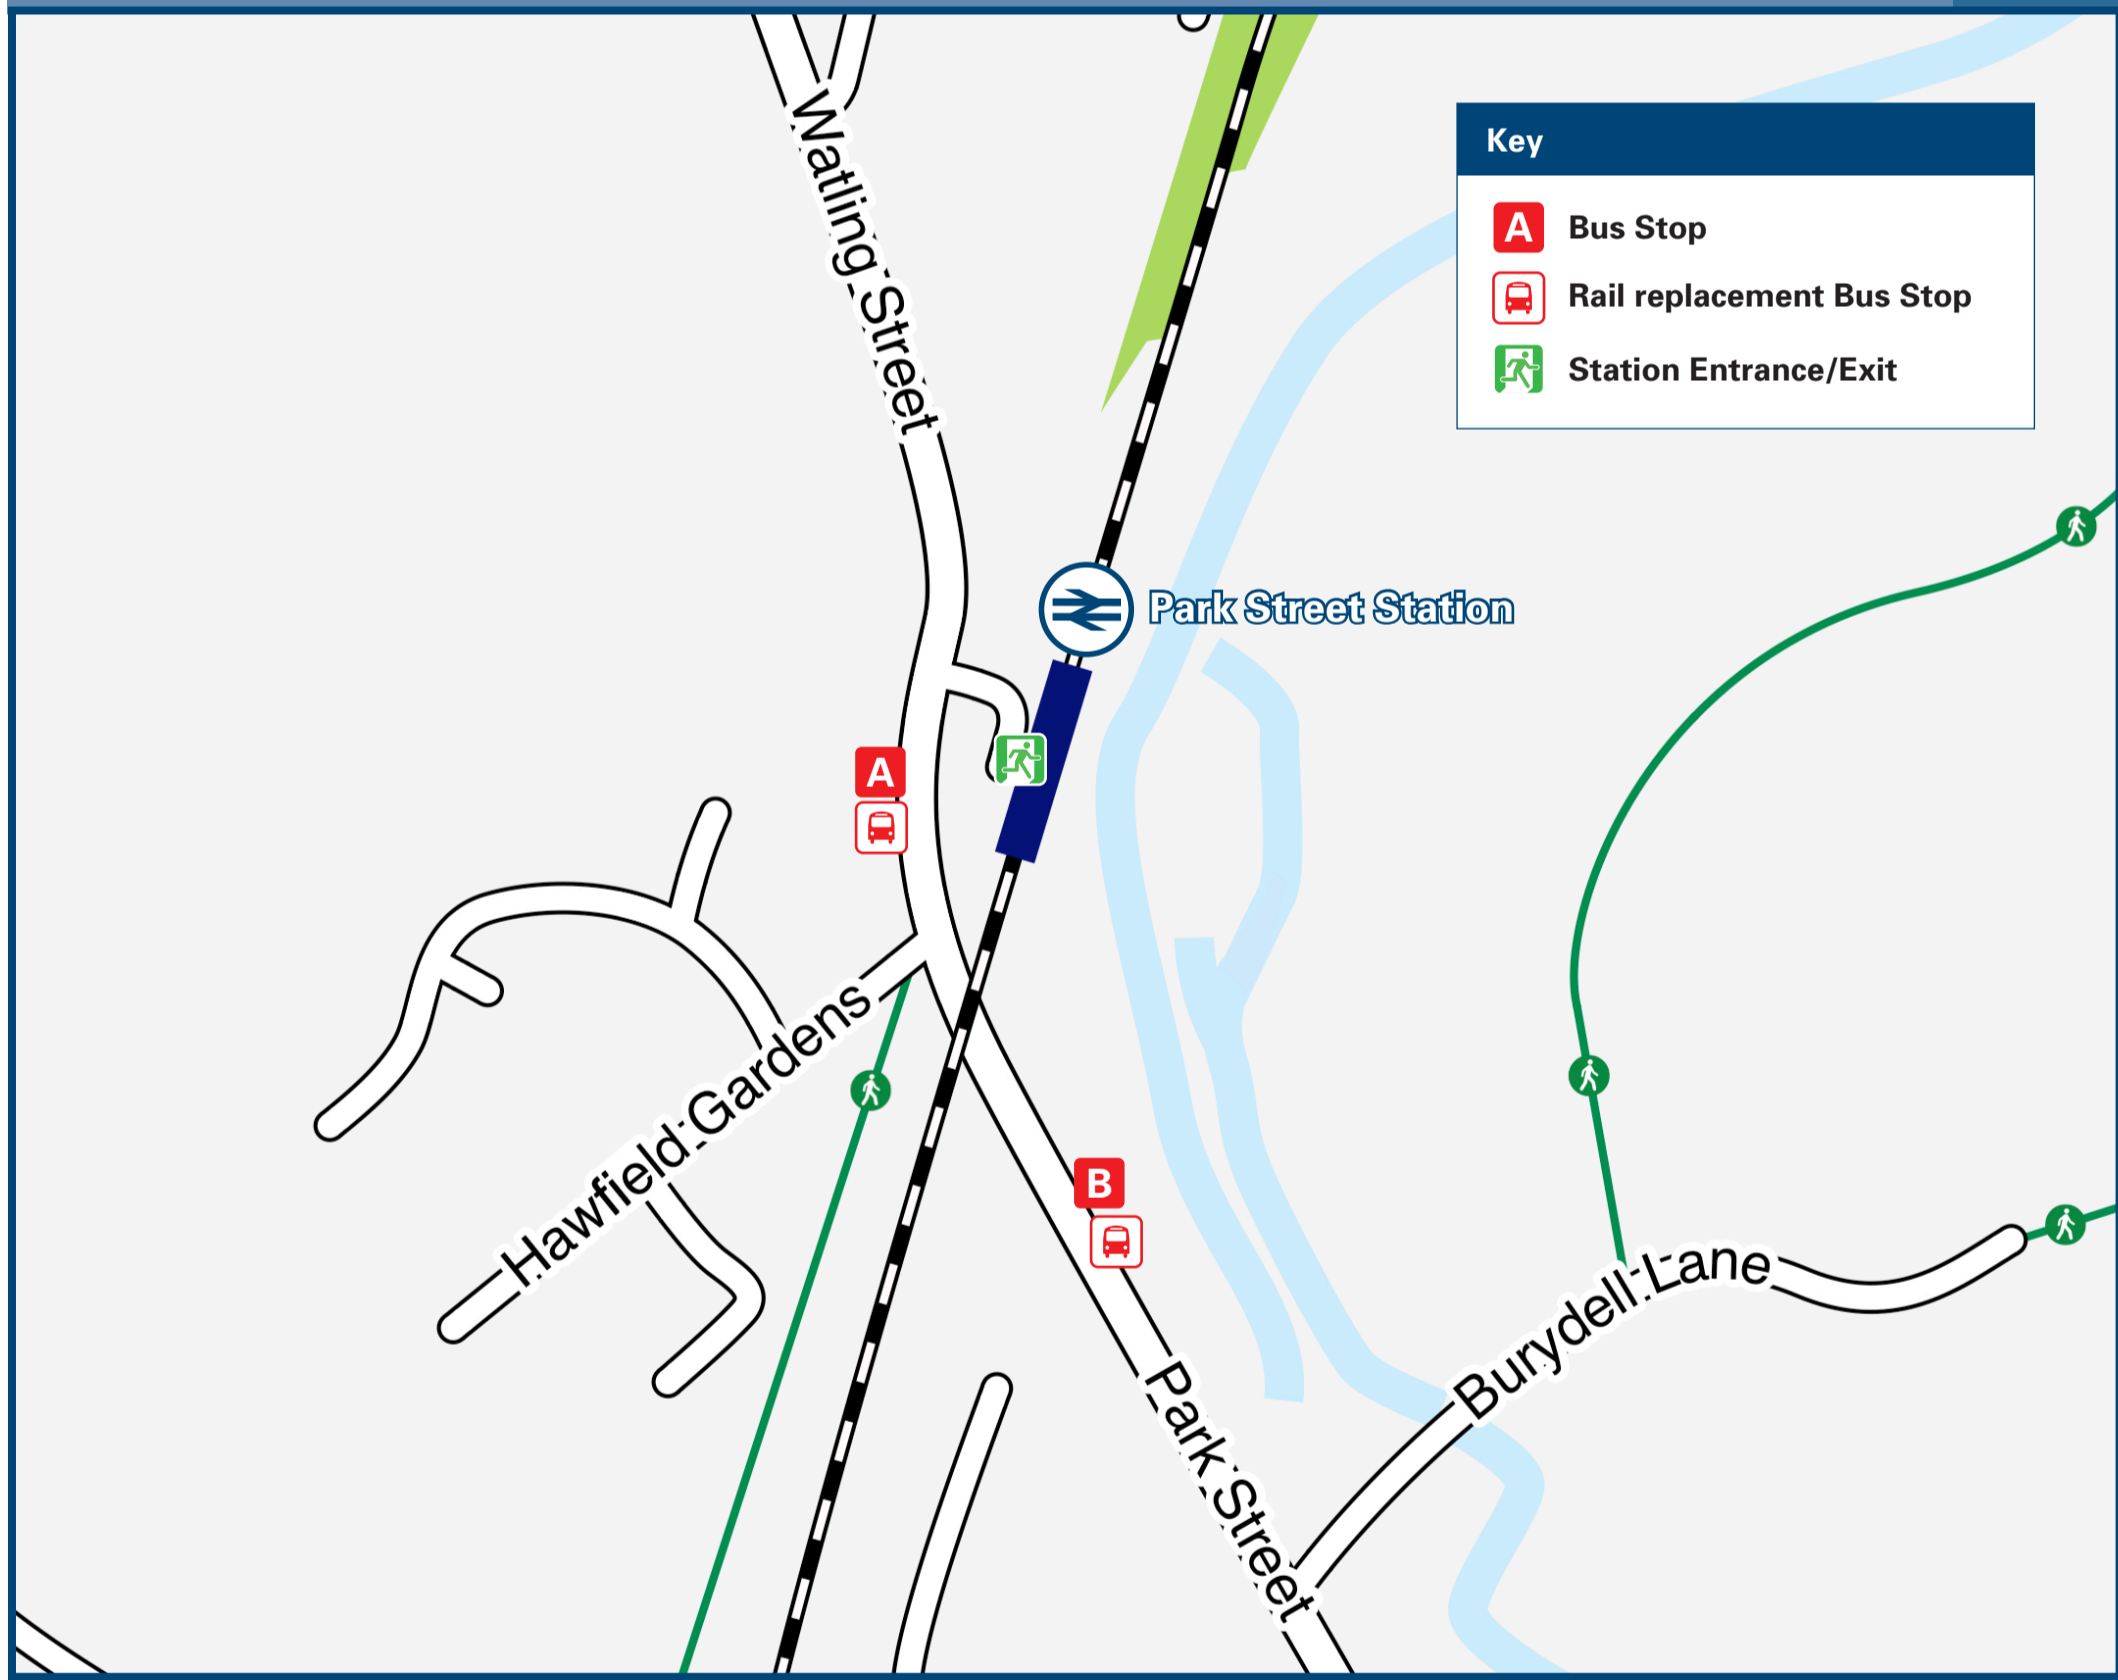 Watling Street
Key
A
Bus Stop
Rail replacement Bus Stop
Station Entrance/Exit
Park Street Station
A
Hawfield Gardens
B
Burydell Lane
Park Street